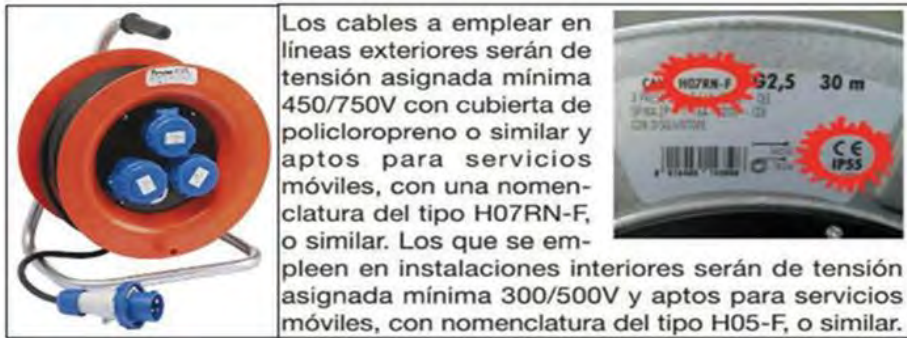 Los cables a emplear en
líneas exteriores serán de
tensión asignada mínima
450/750V con cubierta de
policloropreno o similar y
aptos para servicios
móviles, con una nomen-
clatura del tipo H07RN-F,
o similar. Los que se em-
pleen en instalaciones interiores serán de tensión
asignada mínima 300/500V y aptos para servicios
móviles, con nomenclatura del tipo H05-F, o similar.
H07RN-F G2,5 30 m
CE
IP55